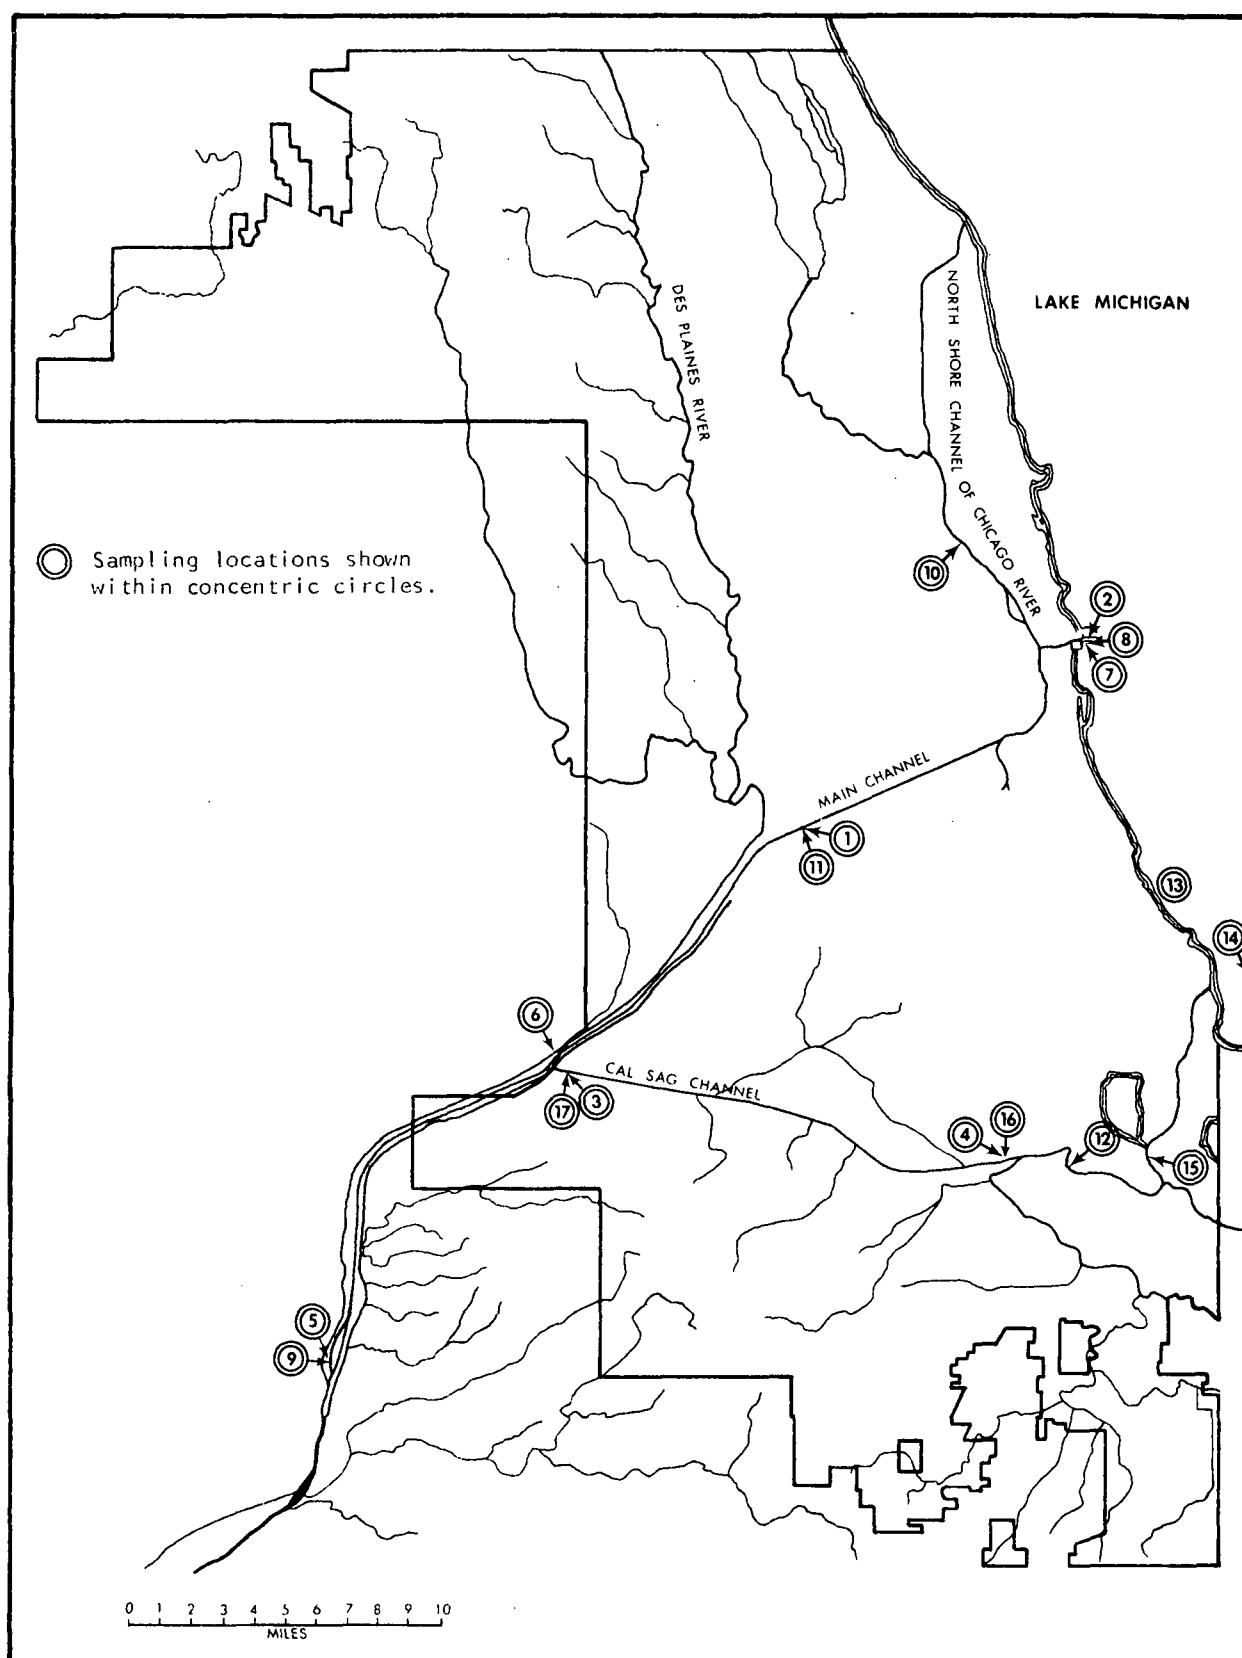 LAKE MICHIGAN
DES PLAINES RIVER
NORTH SHORE CHANNEL OF CHICAGO RIVER
Sampling locations shown
within concentric circles.
10
2
8
7
MAIN CHANNEL
1
11
13
14
6
CAL SAG CHANNEL
17
3
4
16
12
15
5
9
0 1 2 3 4 5 6 7 8 9 10
MILES